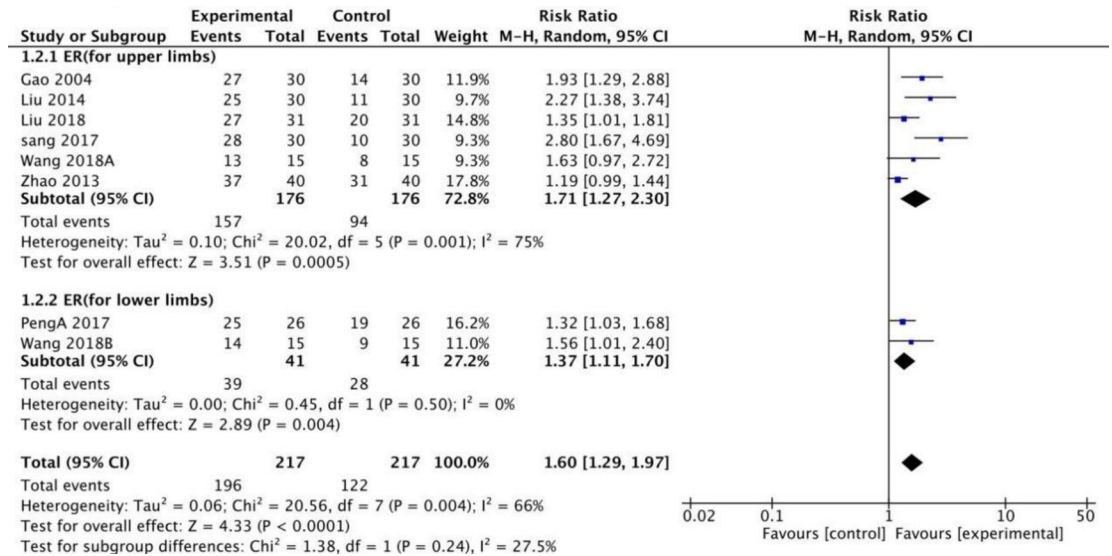 Experimental Control Risk Ratio Risk Ratio
Study or Subgroup Events Total Events Total Weight M-H, Random, 95% CI M-H, Random, 95% CI
1.2.1 ER(for upper limbs)
Gao 2004 27 30 14 30 11.9% 1.93 [1.29, 2.88]
Liu 2014 25 30 11 30 9.7% 2.27 [1.38, 3.74]
Liu 2018 27 31 20 31 14.8% 1.35 [1.01, 1.81]
sang 2017 28 30 10 30 9.3% 2.80 [1.67, 4.69]
Wang 2018A 13 15 8 15 9.3% 1.63 [0.97, 2.72]
Zhao 2013 37 40 31 40 17.8% 1.19 [0.99, 1.44]
Subtotal (95% CI) 176 176 72.8% 1.71 [1.27, 2.30]
Total events 157 94
Heterogeneity: Tau² = 0.10; Chi² = 20.02, df = 5 (P = 0.001); I² = 75%
Test for overall effect: Z = 3.51 (P = 0.0005)
1.2.2 ER(for lower limbs)
PengA 2017 25 26 19 26 16.2% 1.32 [1.03, 1.68]
Wang 2018B 14 15 9 15 11.0% 1.56 [1.01, 2.40]
Subtotal (95% CI) 41 41 27.2% 1.37 [1.11, 1.70]
Total events 39 28
Heterogeneity: Tau² = 0.00; Chi² = 0.45, df = 1 (P = 0.50); I² = 0%
Test for overall effect: Z = 2.89 (P = 0.004)
Total (95% CI) 217 217 100.0% 1.60 [1.29, 1.97]
Total events 196 122
Heterogeneity: Tau² = 0.06; Chi² = 20.56, df = 7 (P = 0.004); I² = 66%
Test for overall effect: Z = 4.33 (P < 0.0001)
Test for subgroup differences: Chi² = 1.38, df = 1 (P = 0.24), I² = 27.5%
0.02 0.1 1 10 50
Favours [control] Favours [experimental]